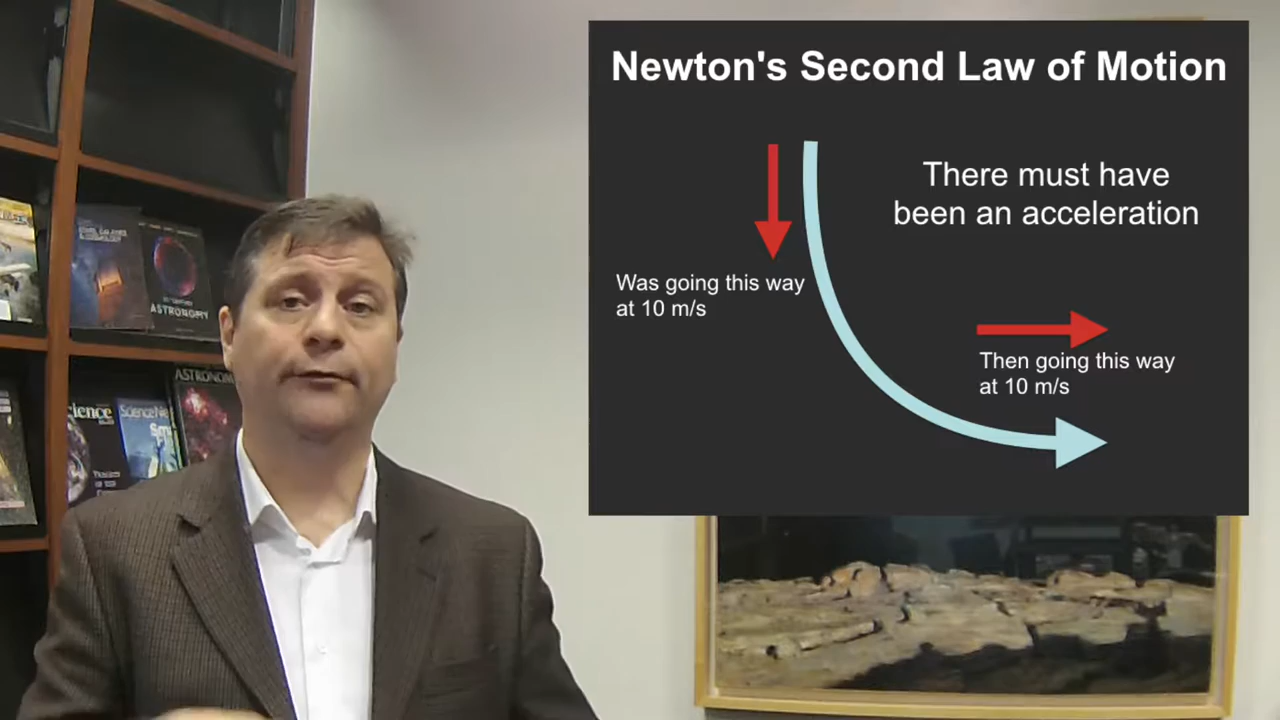 Newton's Second Law of Motion
There must have
been an acceleration
Was going this way
at 10 m/s
Then going this way
at 10 m/s
ASTRONOMY
ASTRONOM
Science